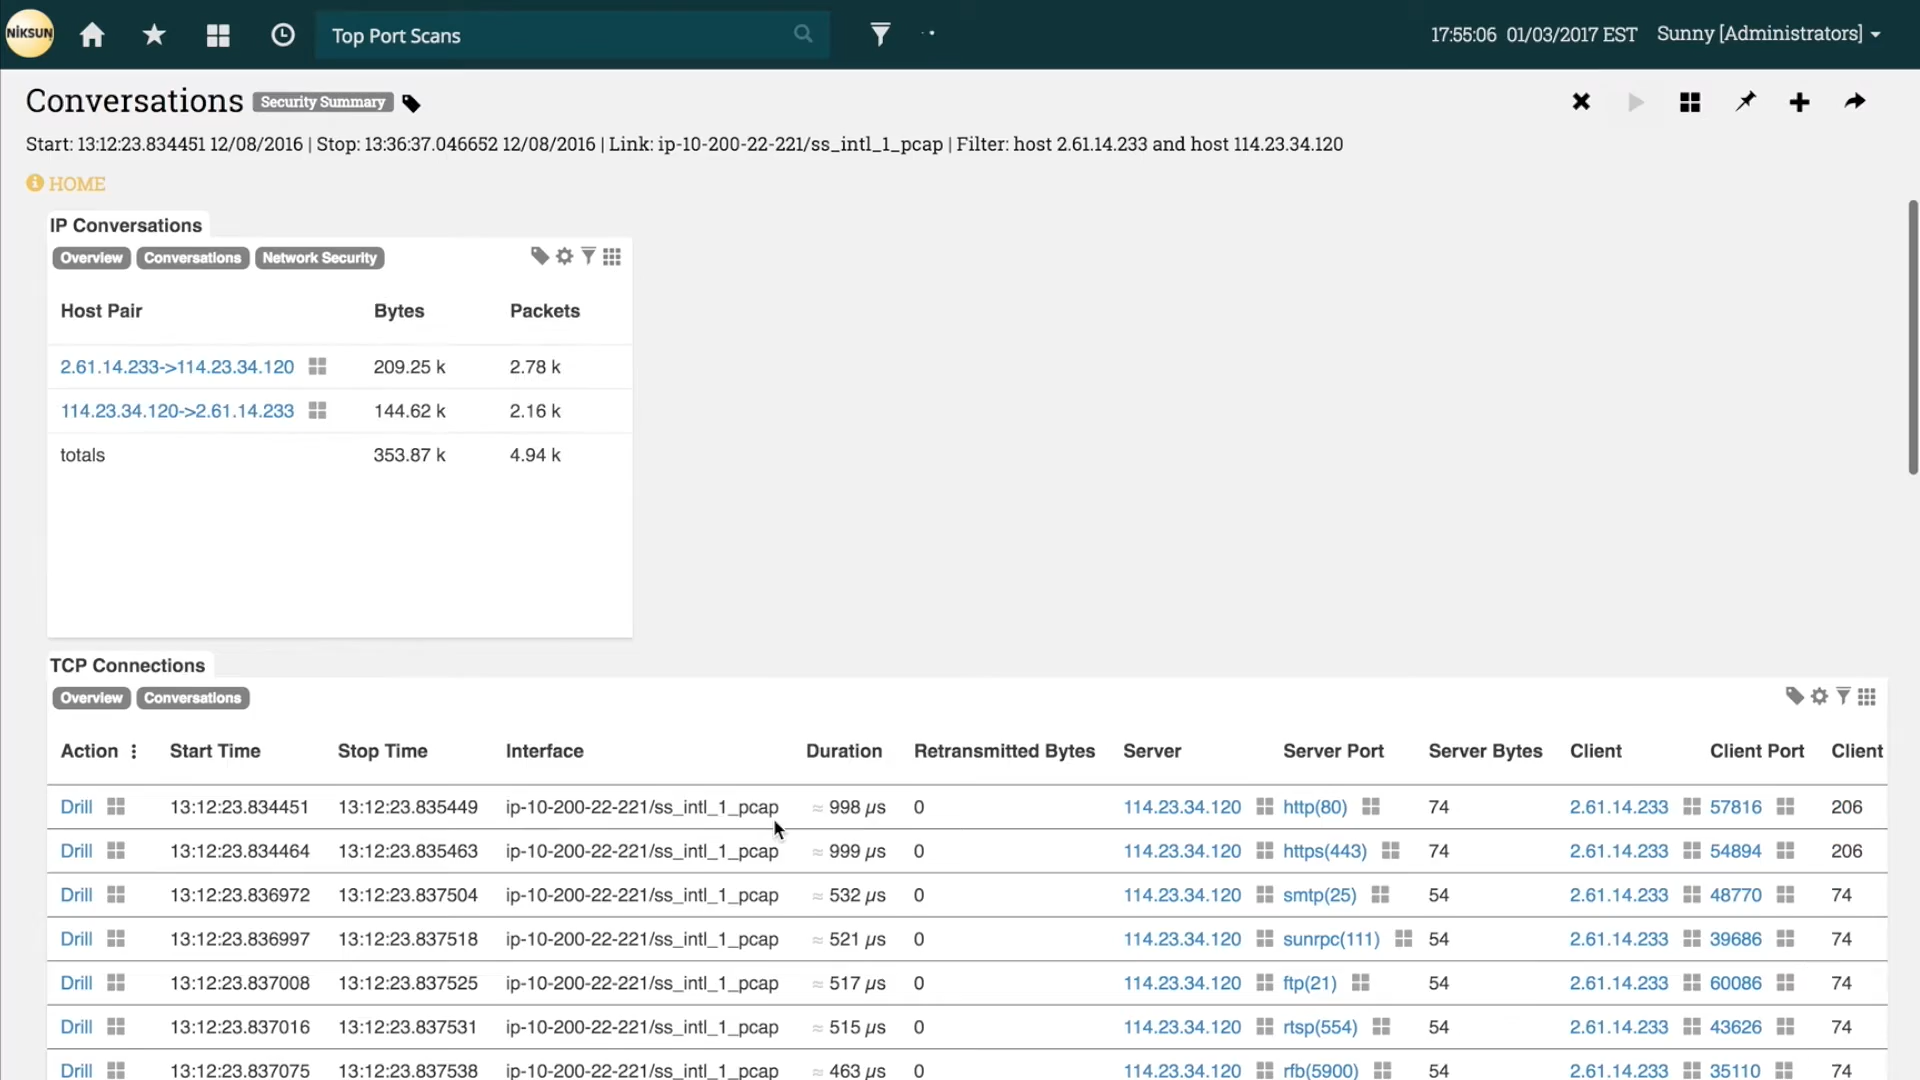 NIKSUN Top Port Scans 17:55:06 01/03/2017 EST Sunny [Administrators]
Conversations Security Summary
Start: 13:12:23.834451 12/08/2016 | Stop: 13:36:37.046652 12/08/2016 | Link: ip-10-200-22-221/ss_intl_1_pcap | Filter: host 2.61.14.233 and host 114.23.34.120
HOME
IP Conversations
Overview Conversations Network Security
Host Pair Bytes Packets
2.61.14.233->114.23.34.120 209.25 k 2.78 k
114.23.34.120->2.61.14.233 144.62 k 2.16 k
totals 353.87 k 4.94 k
TCP Connections
Overview Conversations
Action Start Time Stop Time Interface Duration Retransmitted Bytes Server Server Port Server Bytes Client Client Port Client
Drill 13:12:23.834451 13:12:23.835449 ip-10-200-22-221/ss_intl_1_pcap ≈ 998 µs 0 114.23.34.120 http(80) 74 2.61.14.233 57816 206
Drill 13:12:23.834464 13:12:23.835463 ip-10-200-22-221/ss_intl_1_pcap ≈ 999 µs 0 114.23.34.120 https(443) 74 2.61.14.233 54894 206
Drill 13:12:23.836972 13:12:23.837504 ip-10-200-22-221/ss_intl_1_pcap ≈ 532 µs 0 114.23.34.120 smtp(25) 54 2.61.14.233 48770 74
Drill 13:12:23.836997 13:12:23.837518 ip-10-200-22-221/ss_intl_1_pcap ≈ 521 µs 0 114.23.34.120 sunrpc(111) 54 2.61.14.233 39686 74
Drill 13:12:23.837008 13:12:23.837525 ip-10-200-22-221/ss_intl_1_pcap ≈ 517 µs 0 114.23.34.120 ftp(21) 54 2.61.14.233 60086 74
Drill 13:12:23.837016 13:12:23.837531 ip-10-200-22-221/ss_intl_1_pcap ≈ 515 µs 0 114.23.34.120 rtsp(554) 54 2.61.14.233 43626 74
Drill 13:12:23.837075 13:12:23.837538 ip-10-200-22-221/ss_intl_1_pcap ≈ 463 µs 0 114.23.34.120 rfb(5900) 54 2.61.14.233 35110 74